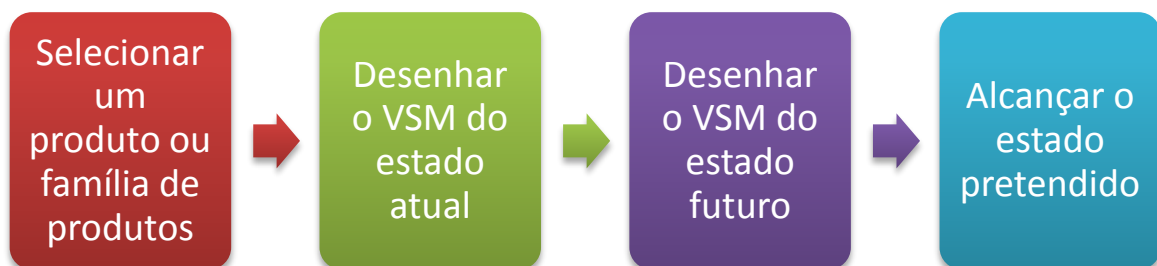 Selecionar
um
produto ou
família de
produtos
Desenhar
o VSM do
estado
atual
Desenhar
o VSM do
estado
futuro
Alcançar o
estado
pretendido